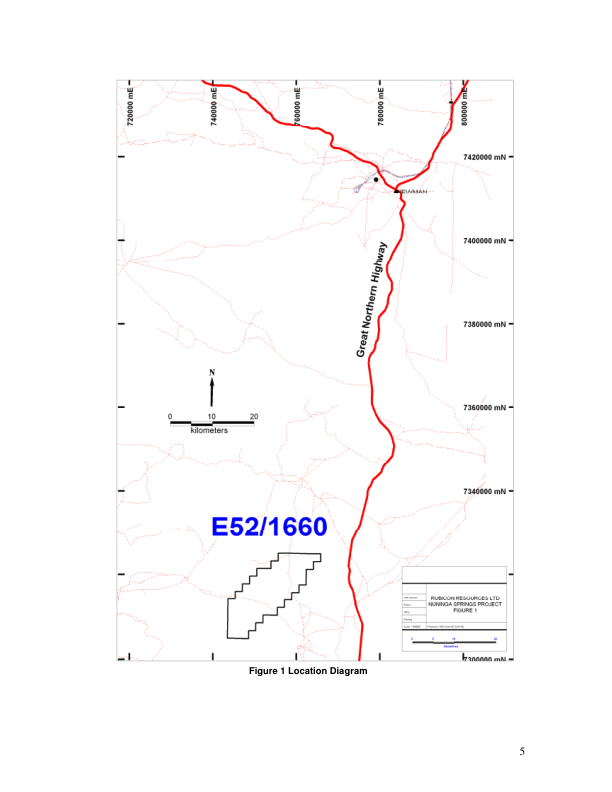 720000 mE
740000 mE
760000 mE
780000 mE
800000 mE
7420000 mN
EWMAN
7400000 mN
Great Northern Highway
7380000 mN
N
7360000 mN
0 10 20
kilometers
7340000 mN
E52/1660
RUBICON RESOURCES LTD
NUNINGA SPRINGS PROJECT
FIGURE 1
7300000 mN
Figure 1 Location Diagram
5